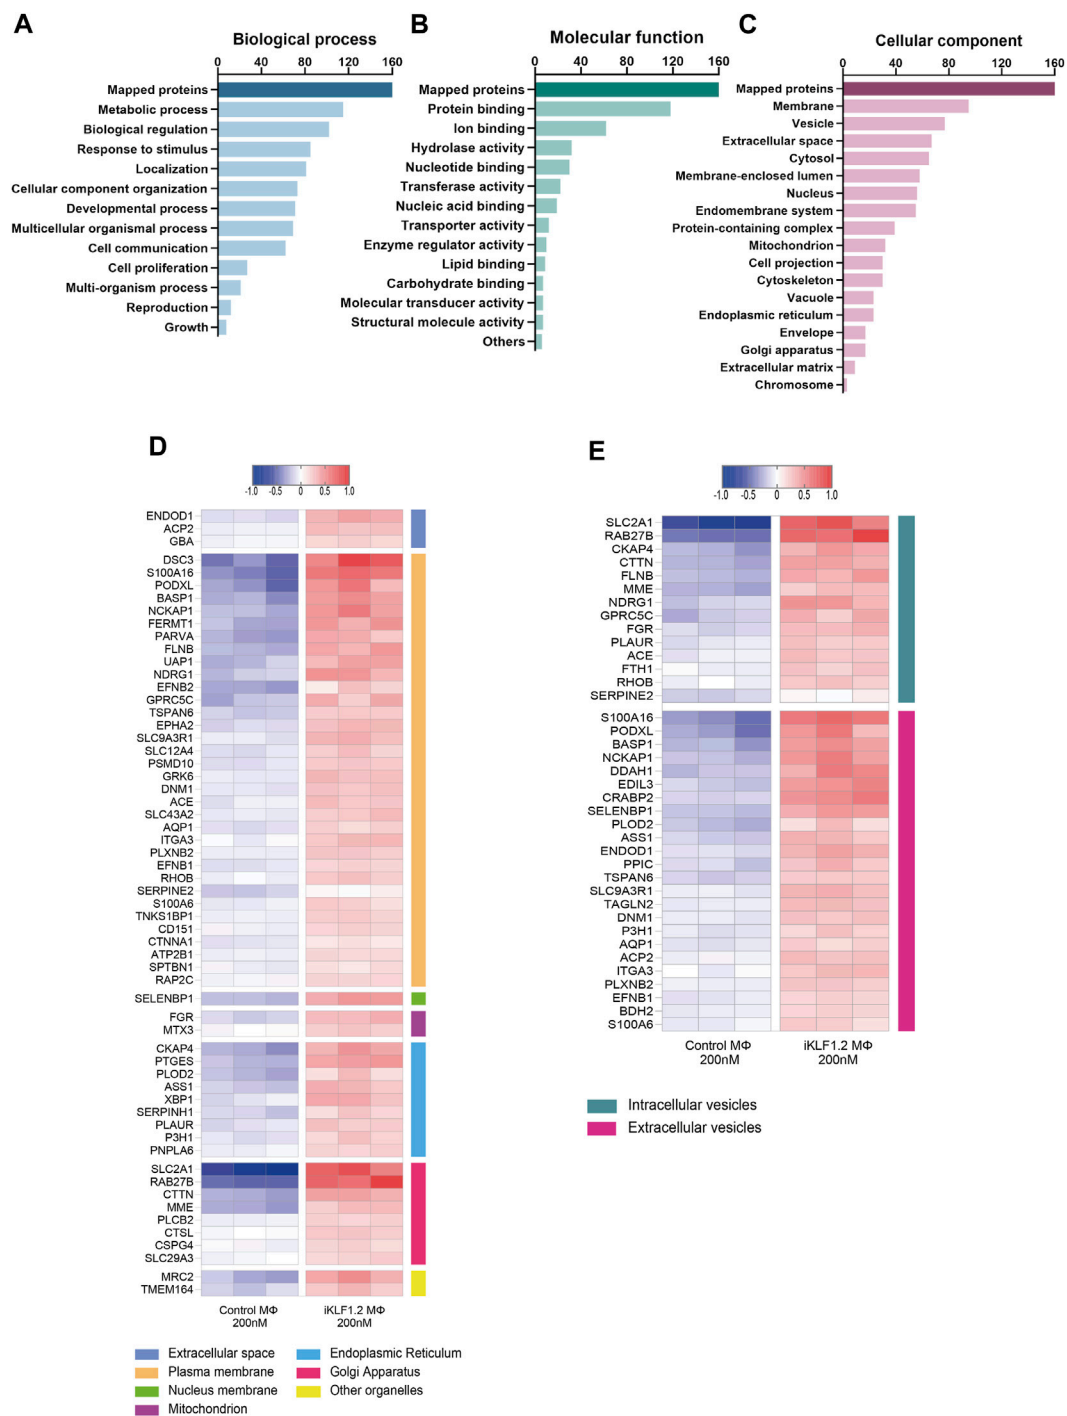 A
Biological process
0 40 80 120 160
Mapped proteins
Metabolic process
Biological regulation
Response to stimulus
Localization
Cellular component organization
Developmental process
Multicellular organismal process
Cell communication
Cell proliferation
Multi-organism process
Reproduction
Growth
B
Molecular function
0 40 80 120 160
Mapped proteins
Protein binding
Ion binding
Hydrolase activity
Nucleotide binding
Transferase activity
Nucleic acid binding
Transporter activity
Enzyme regulator activity
Lipid binding
Carbohydrate binding
Molecular transducer activity
Structural molecule activity
Others
C
Cellular component
0 40 80 120 160
Mapped proteins
Membrane
Vesicle
Extracellular space
Cytosol
Membrane-enclosed lumen
Nucleus
Endomembrane system
Protein-containing complex
Mitochondrion
Cell projection
Cytoskeleton
Vacuole
Endoplasmic reticulum
Envelope
Golgi apparatus
Extracellular matrix
Chromosome
D
-1.0 -0.5 0 0.5 1.0
ENDOD1
ACP2
GBA
DSC3
S100A16
PODXL
BASP1
NCKAP1
FERMT1
PARVA
FLNB
UAP1
NDRG1
EFNB2
GPRC5C
TSPAN6
EPHA2
SLC9A3R1
SLC12A4
PSMD10
GRK6
DNM1
ACE
SLC43A2
AQP1
ITGA3
PLXNB2
EFNB1
RHOB
SERPINE2
S100A6
TNKS1BP1
CD151
CTNNA1
ATP2B1
SPTBN1
RAP2C
SELENBP1
FGR
MTX3
CKAP4
PTGES
PLOD2
ASS1
XBP1
SERPINH1
PLAUR
P3H1
PNPLA6
SLC2A1
RAB27B
CTTN
MME
PLCB2
CTSL
CSPG4
SLC29A3
MRC2
TMEM164
Control MΦ
200nM
iKLF1.2 MΦ
200nM
Extracellular space
Plasma membrane
Nucleus membrane
Mitochondrion
Endoplasmic Reticulum
Golgi Apparatus
Other organelles
E
-1.0 -0.5 0 0.5 1.0
SLC2A1
RAB27B
CKAP4
CTTN
FLNB
MME
NDRG1
GPRC5C
FGR
PLAUR
ACE
FTH1
RHOB
SERPINE2
S100A16
PODXL
BASP1
NCKAP1
DDAH1
EDIL3
CRABP2
SELENBP1
PLOD2
ASS1
ENDOD1
PPIC
TSPAN6
SLC9A3R1
TAGLN2
DNM1
P3H1
AQP1
ACP2
ITGA3
PLXNB2
EFNB1
BDH2
S100A6
Control MΦ
200nM
iKLF1.2 MΦ
200nM
Intracellular vesicles
Extracellular vesicles